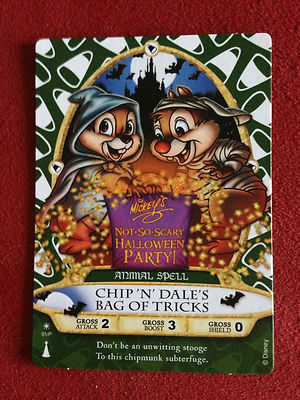 Mickey's
Not-So-Scary
Halloween
Party!
Animal Spell
Chip 'n' Dale's
Bag of Tricks
Gross Attack 2 Gross Boost 3 Gross Shield 0
01/P
Don't be an unwitting stooge
To this chipmunk subterfuge.
© Disney